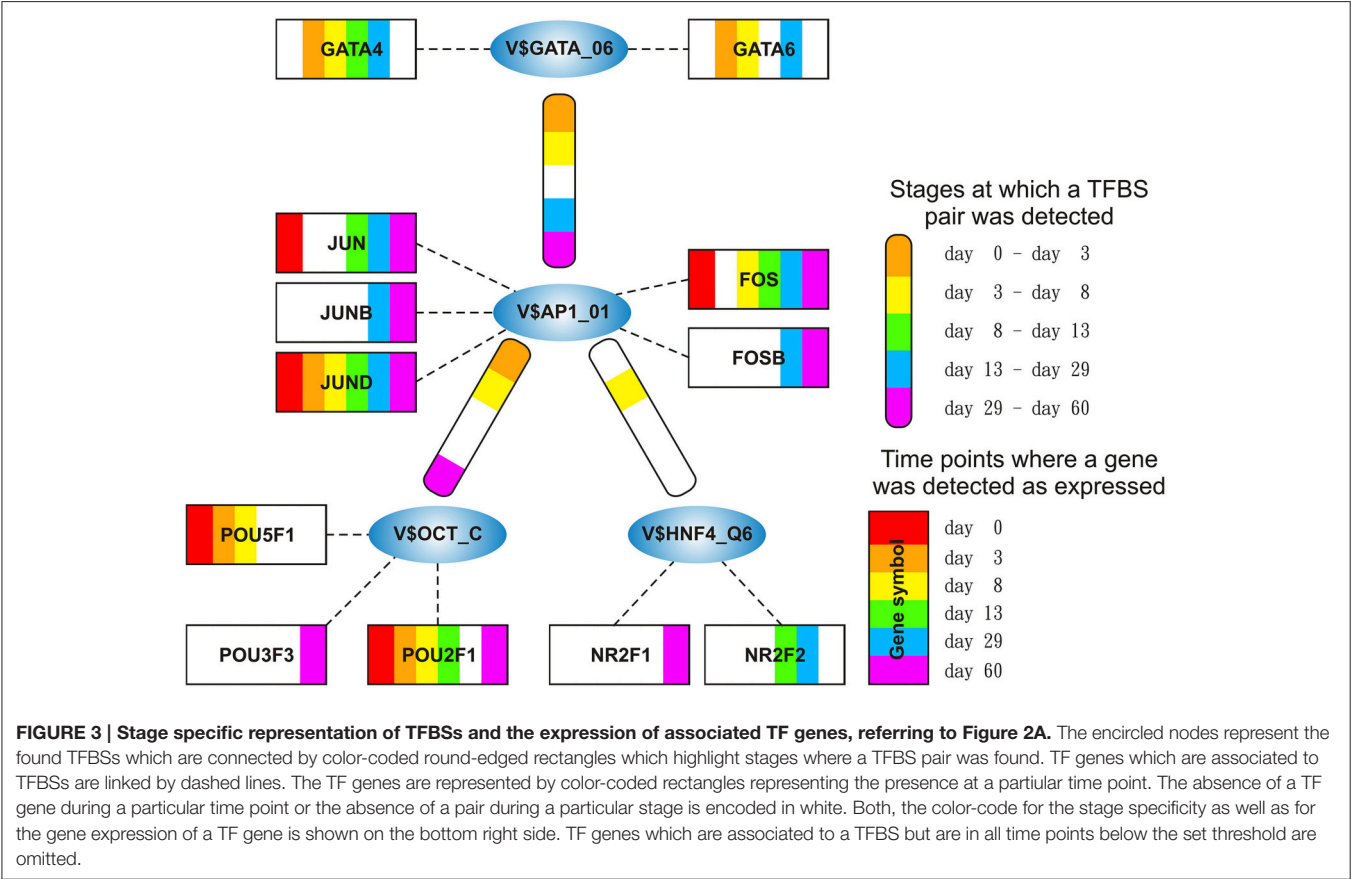 GATA4
V$GATA_06
GATA6
JUN
JUNB
JUND
V$AP1_01
FOS
FOSB
POU5F1
V$OCT_C
V$HNF4_Q6
POU3F3
POU2F1
NR2F1
NR2F2
Stages at which a TFBS
pair was detected
day 0 - day 3
day 3 - day 8
day 8 - day 13
day 13 - day 29
day 29 - day 60
Time points where a gene
was detected as expressed
Gene symbol
day 0
day 3
day 8
day 13
day 29
day 60
FIGURE 3 | Stage specific representation of TFBSs and the expression of associated TF genes, referring to Figure 2A. The encircled nodes represent the
found TFBSs which are connected by color-coded round-edged rectangles which highlight stages where a TFBS pair was found. TF genes which are associated to
TFBSs are linked by dashed lines. The TF genes are represented by color-coded rectangles representing the presence at a partiular time point. The absence of a TF
gene during a particular time point or the absence of a pair during a particular stage is encoded in white. Both, the color-code for the stage specificity as well as for
the gene expression of a TF gene is shown on the bottom right side. TF genes which are associated to a TFBS but are in all time points below the set threshold are
omitted.